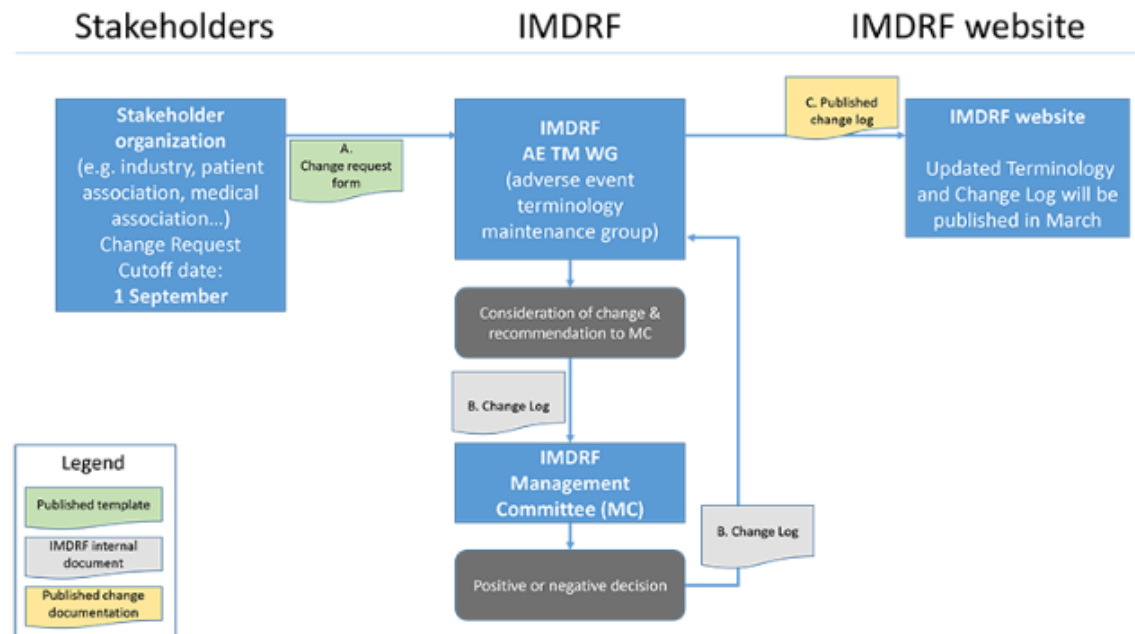 Stakeholders
IMDRF
IMDRF website
Stakeholder
organization
(e.g. industry, patient
association, medical
association...)
Change Request
Cutoff date:
1 September
A.
Change request
form
IMDRF
AE TM WG
(adverse event
terminology
maintenance group)
C. Published
change log
IMDRF website
Updated Terminology
and Change Log will be
published in March
Consideration of change &
recommendation to MC
B. Change Log
IMDRF
Management
Committee (MC)
B. Change Log
Positive or negative decision
Legend
Published template
IMDRF internal
document
Published change
documentation